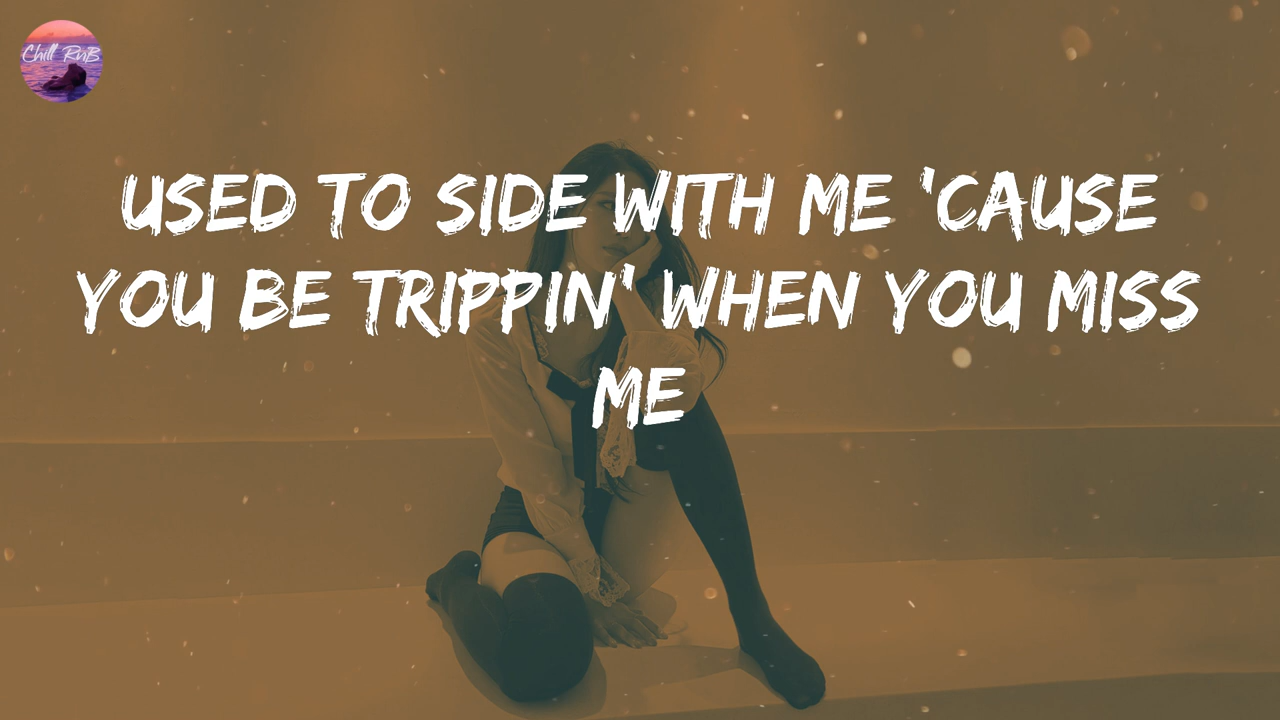 Chill RnB
USED TO SIDE WITH ME 'CAUSE
YOU BE TRIPPIN' WHEN YOU MISS
ME